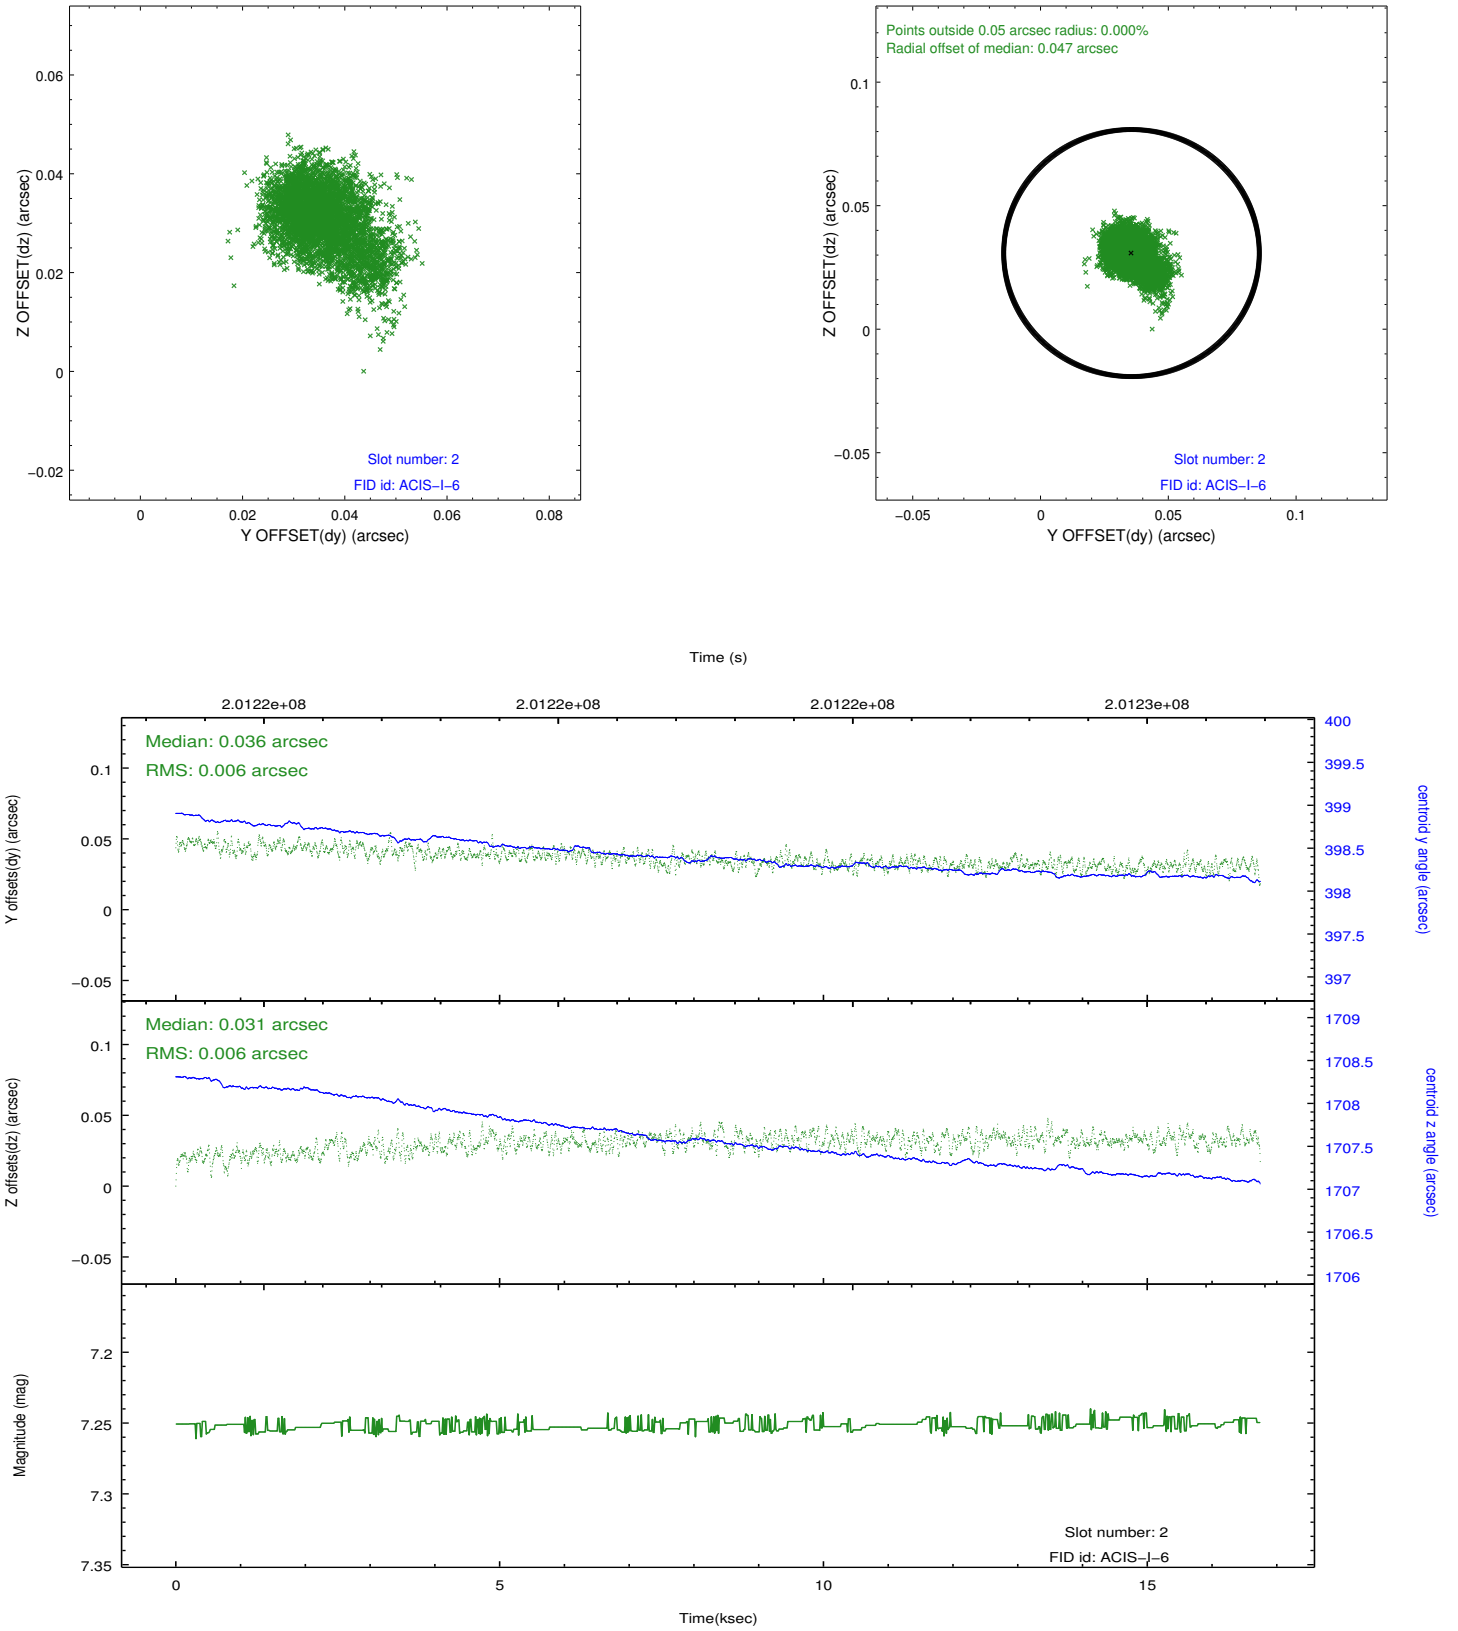 0.06
0.04
0.02
0
−0.02
Z OFFSET(dz) (arcsec)
Slot number: 2
FID id: ACIS−I−6
0
0.02
0.04
0.06
0.08
Y OFFSET(dy) (arcsec)
Points outside 0.05 arcsec radius: 0.000%
Radial offset of median: 0.047 arcsec
0.1
0.05
0
−0.05
Z OFFSET(dz) (arcsec)
Slot number: 2
FID id: ACIS−I−6
−0.05
0
0.05
0.1
Y OFFSET(dy) (arcsec)
Time (s)
2.0122e+08
2.0122e+08
2.0122e+08
2.0123e+08
Median: 0.036 arcsec
RMS: 0.006 arcsec
0.1
0.05
0
−0.05
Y offsets(dy) (arcsec)
400
399.5
399
398.5
398
397.5
397
centroid y angle (arcsec)
Median: 0.031 arcsec
RMS: 0.006 arcsec
0.1
0.05
0
−0.05
Z offsets(dz) (arcsec)
1709
1708.5
1708
1707.5
1707
1706.5
1706
centroid z angle (arcsec)
7.2
7.25
7.3
7.35
Magnitude (mag)
Slot number: 2
FID id: ACIS−I−6
0
5
10
15
Time(ksec)